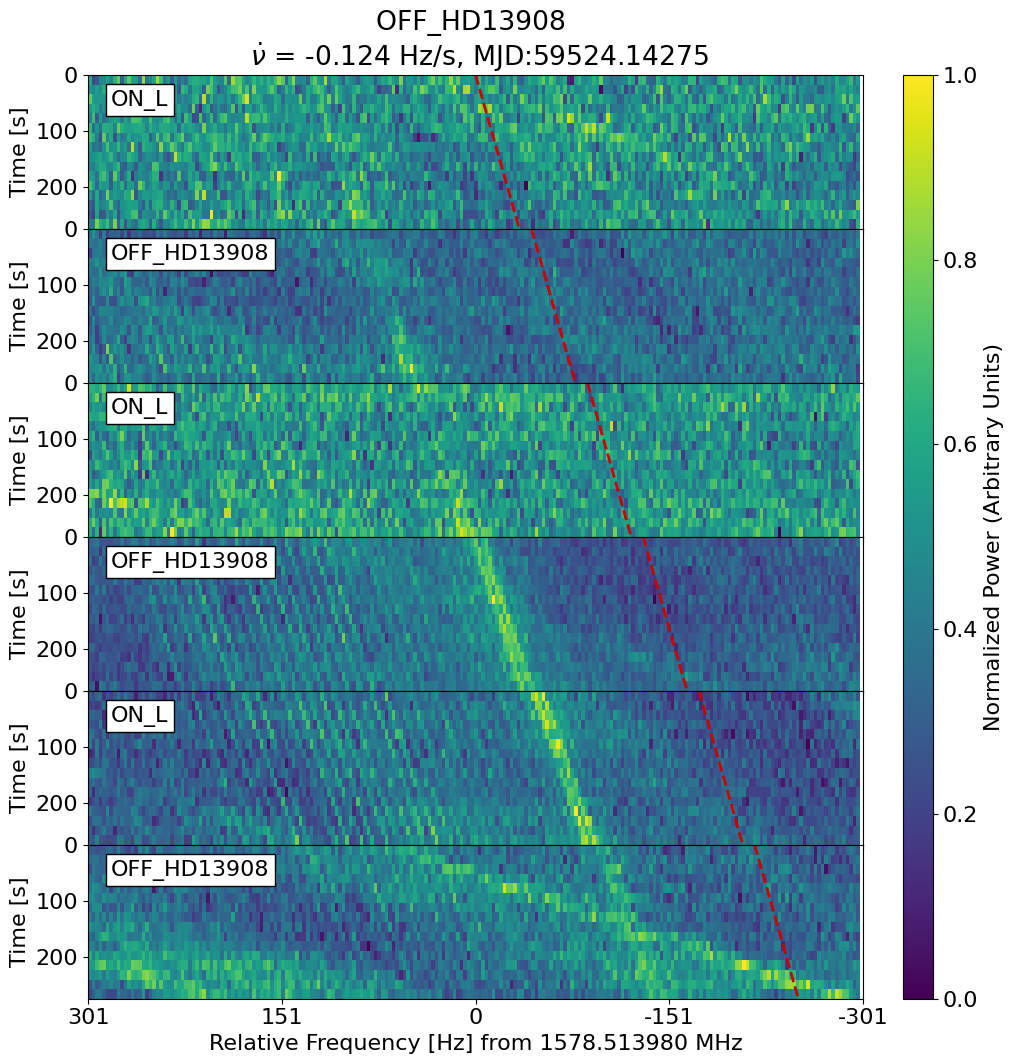 OFF_HD13908
ν̇ = -0.124 Hz/s, MJD:59524.14275
ON_L
OFF_HD13908
ON_L
OFF_HD13908
ON_L
OFF_HD13908
Time [s]
0
100
200
Time [s]
0
100
200
Time [s]
0
100
200
Time [s]
0
100
200
Time [s]
0
100
200
Time [s]
0
100
200
301
151
0
-151
-301
Relative Frequency [Hz] from 1578.513980 MHz
1.0
0.8
0.6
0.4
0.2
0.0
Normalized Power (Arbitrary Units)